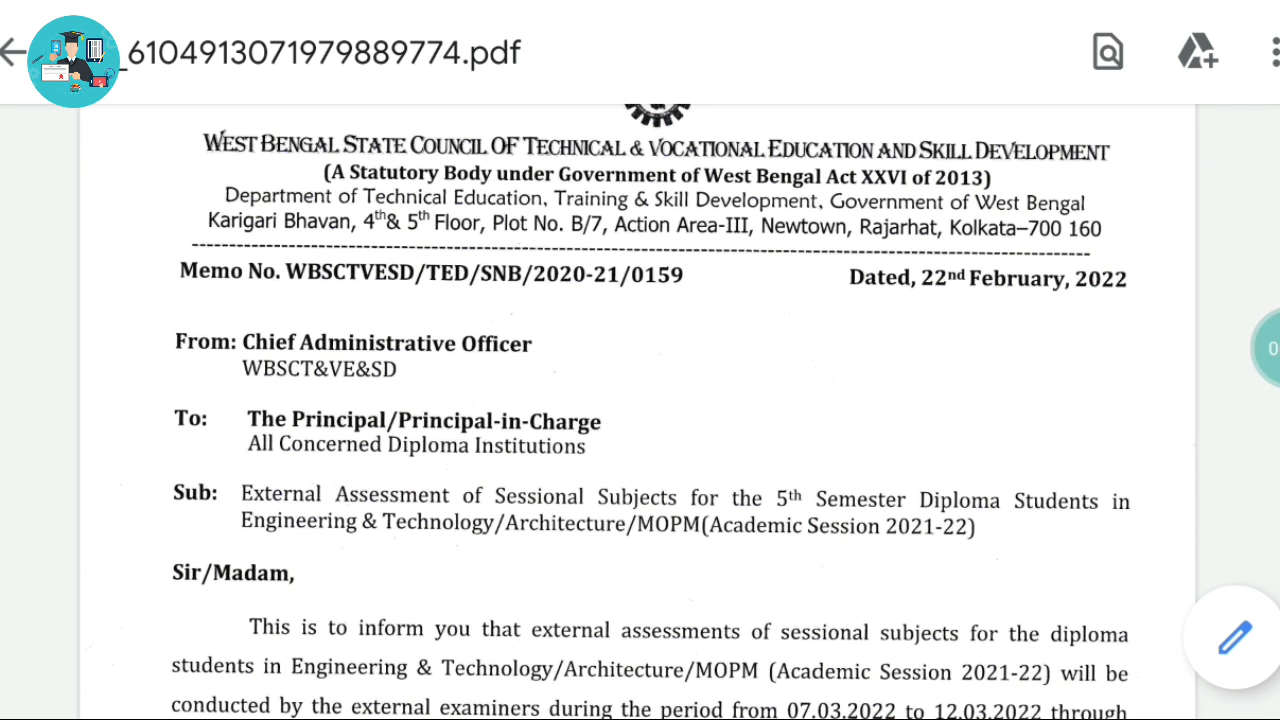 _6104913071979889774.pdf
WEST BENGAL STATE COUNCIL OF TECHNICAL & VOCATIONAL EDUCATION AND SKILL DEVELOPMENT
(A Statutory Body under Government of West Bengal Act XXVI of 2013)
Department of Technical Education, Training & Skill Development, Government of West Bengal
Karigari Bhavan, 4th& 5th Floor, Plot No. B/7, Action Area-III, Newtown, Rajarhat, Kolkata–700 160
Memo No. WBSCTVESD/TED/SNB/2020-21/0159 Dated, 22nd February, 2022
From: Chief Administrative Officer
WBSCT&VE&SD
To: The Principal/Principal-in-Charge
All Concerned Diploma Institutions
Sub: External Assessment of Sessional Subjects for the 5th Semester Diploma Students in
Engineering & Technology/Architecture/MOPM(Academic Session 2021-22)
Sir/Madam,
This is to inform you that external assessments of sessional subjects for the diploma
students in Engineering & Technology/Architecture/MOPM (Academic Session 2021-22) will be
conducted by the external examiners during the period from 07.03.2022 to 12.03.2022 through